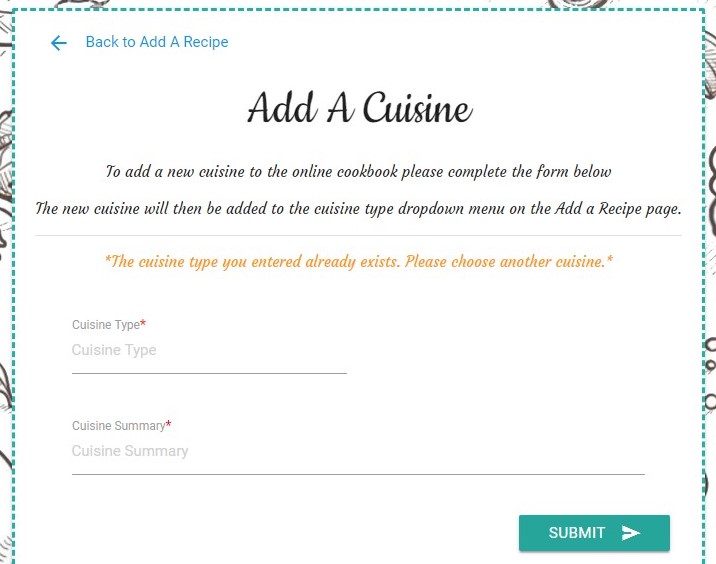 Back to Add A Recipe
Add A Cuisine
To add a new cuisine to the online cookbook please complete the form below
The new cuisine will then be added to the cuisine type dropdown menu on the Add a Recipe page.
*The cuisine type you entered already exists. Please choose another cuisine.*
Cuisine Type*
Cuisine Type
Cuisine Summary*
Cuisine Summary
SUBMIT